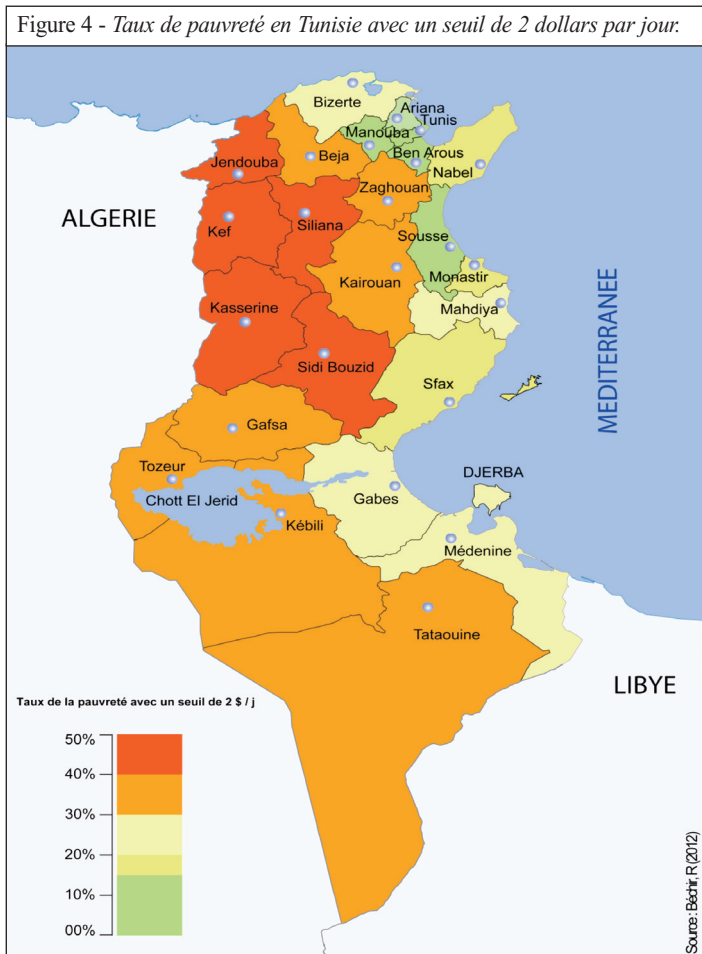 Figure 4 - Taux de pauvreté en Tunisie avec un seuil de 2 dollars par jour.
Bizerte
Ariana
Tunis
Manouba
Ben Arous
Beja
Nabel
Jendouba
Zaghouan
ALGERIE
Kef
Siliana
Sousse
Kairouan
Monastir
Mahdiya
Kasserine
MEDITERRANEE
Sidi Bouzid
Sfax
Gafsa
Tozeur
DJERBA
Chott El Jerid
Gabes
Kébili
Médenine
Tataouine
LIBYE
Taux de la pauvreté avec un seuil de 2 $ / j
50%
40%
30%
20%
10%
00%
Source: Béchir, R (2012)